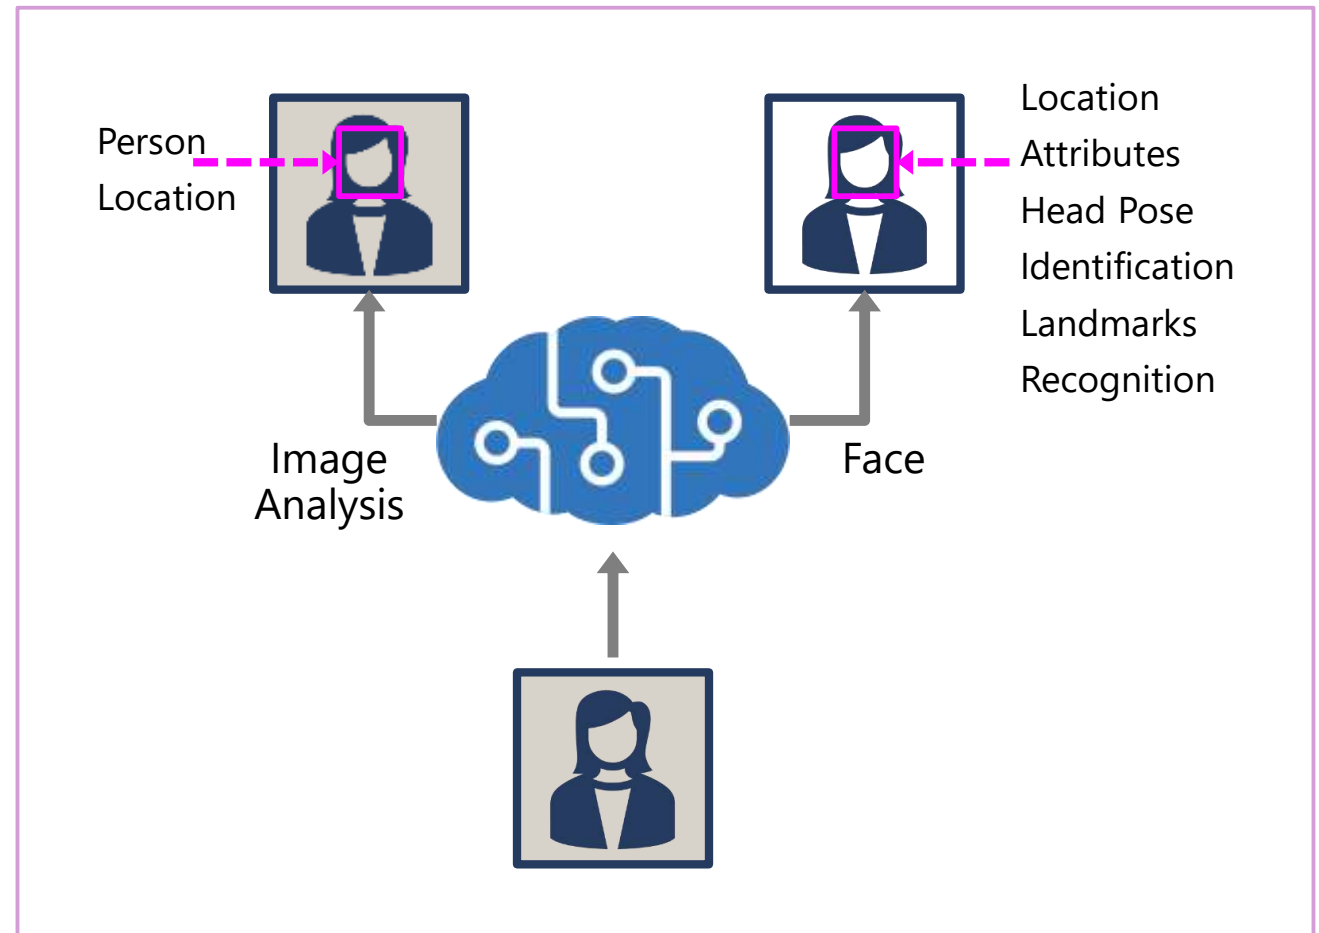 Person
Location
Location
Attributes
Head Pose
Identification
Landmarks
Recognition
Image
Analysis
Face